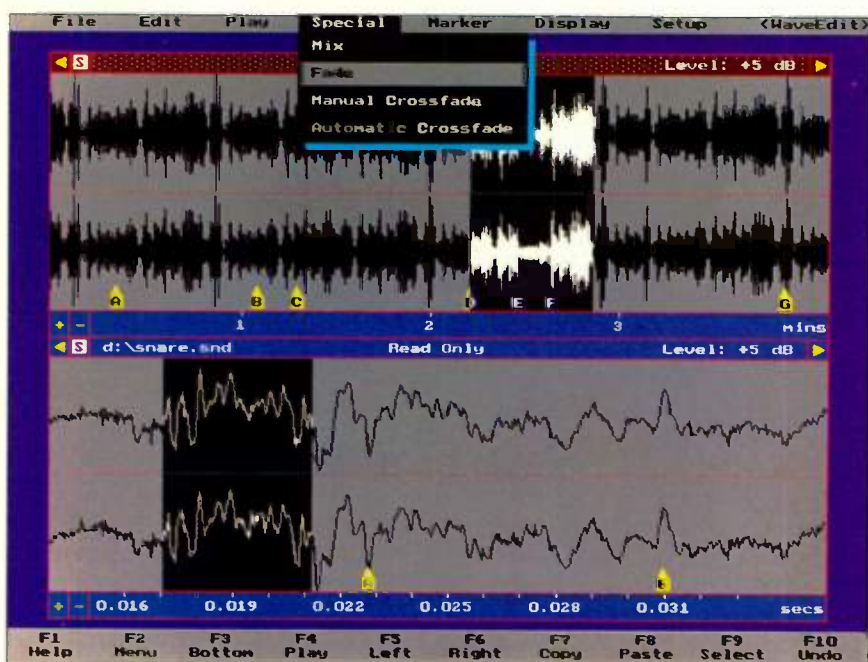 File Edit Play Special Marker Display Setup <WaveEdit>
Mix
Fade
Manual Crossfade
Automatic Crossfade
S Level: +5 dB
A B C D E F G
+ - 1 2 3 mins
S d:\snare.snd Read Only Level: +5 dB
A B
+ - 0.016 0.019 0.022 0.025 0.028 0.031 secs
F1 F2 F3 F4 F5 F6 F7 F8 F9 F10
Help Menu Bottom Play Left Right Copy Paste Select Undo